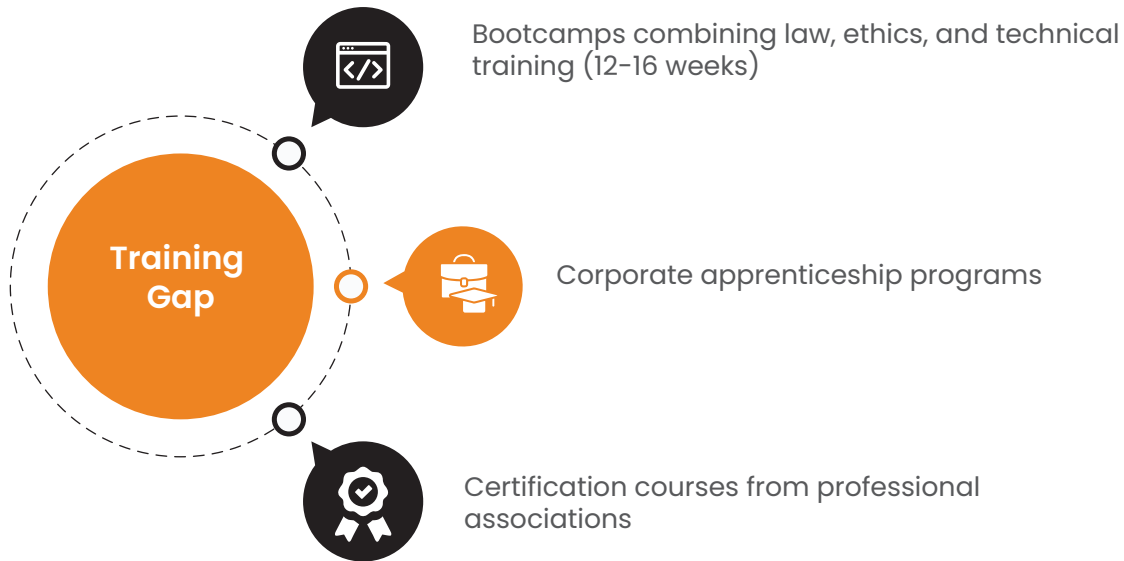 Bootcamps combining law, ethics, and technical
training (12-16 weeks)
Training
Gap
Corporate apprenticeship programs
Certification courses from professional
associations